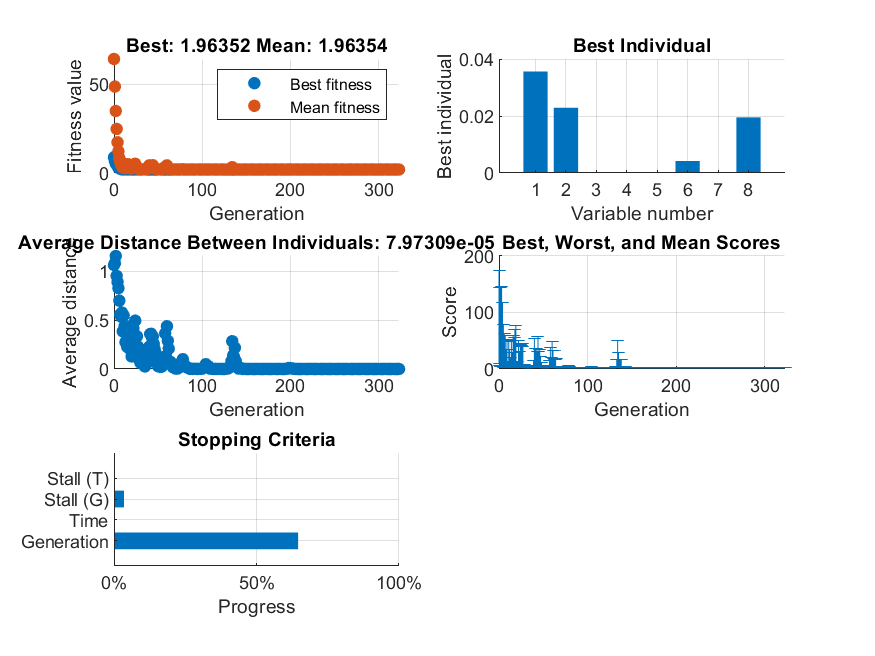 Best: 1.96352 Mean: 1.96354
Fitness value
50
0
Best fitness
Mean fitness
0 100 200 300
Generation
Best Individual
Best individual
0.04
0.02
0
1 2 3 4 5 6 7 8
Variable number
Average Distance Between Individuals: 7.97309e-05
Average distance
1
0.5
0
0 100 200 300
Generation
Best, Worst, and Mean Scores
Score
200
100
0
0 100 200 300
Generation
Stopping Criteria
Stall (T)
Stall (G)
Time
Generation
0% 50% 100%
Progress